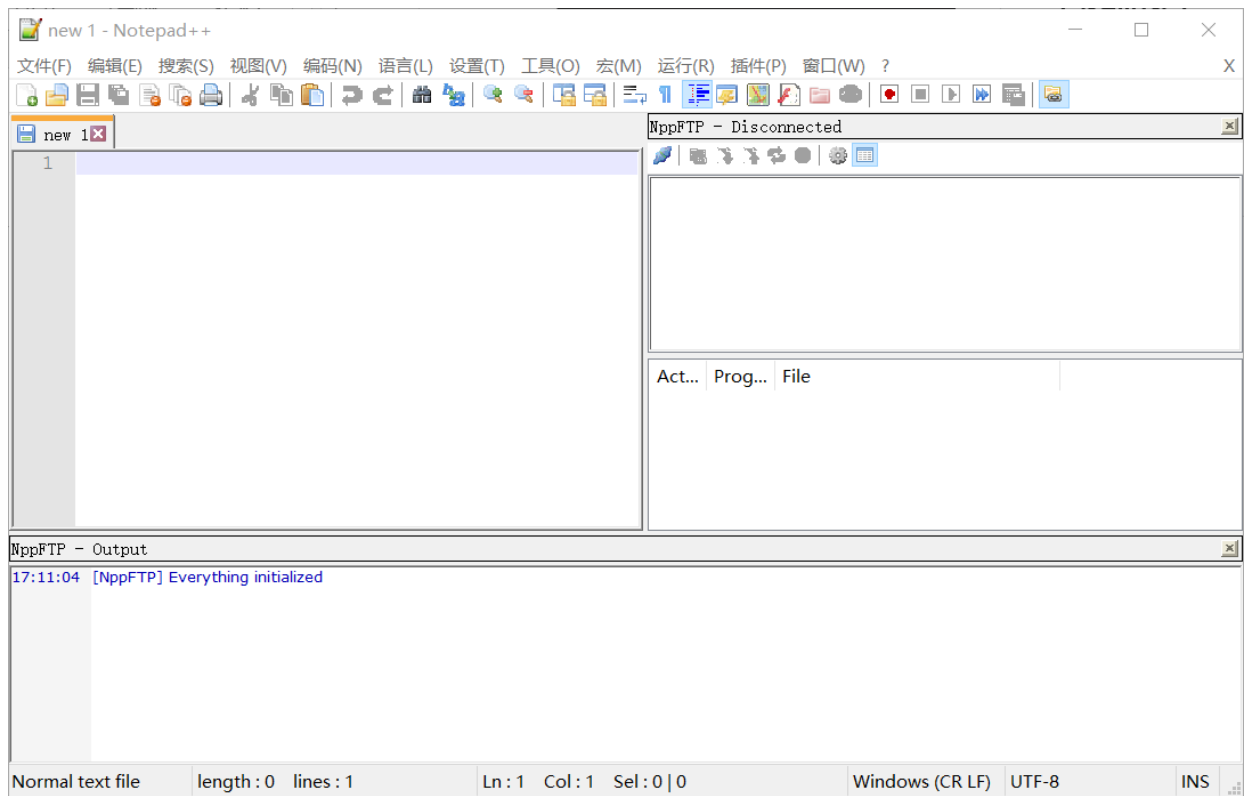 new 1 - Notepad++
文件(F) 编辑(E) 搜索(S) 视图(V) 编码(N) 语言(L) 设置(T) 工具(O) 宏(M) 运行(R) 插件(P) 窗口(W) ? X
new 1
NppFTP - Disconnected
1
Act... Prog... File
NppFTP - Output
17:11:04 [NppFTP] Everything initialized
Normal text file length : 0 lines : 1 Ln : 1 Col : 1 Sel : 0 | 0 Windows (CR LF) UTF-8 INS